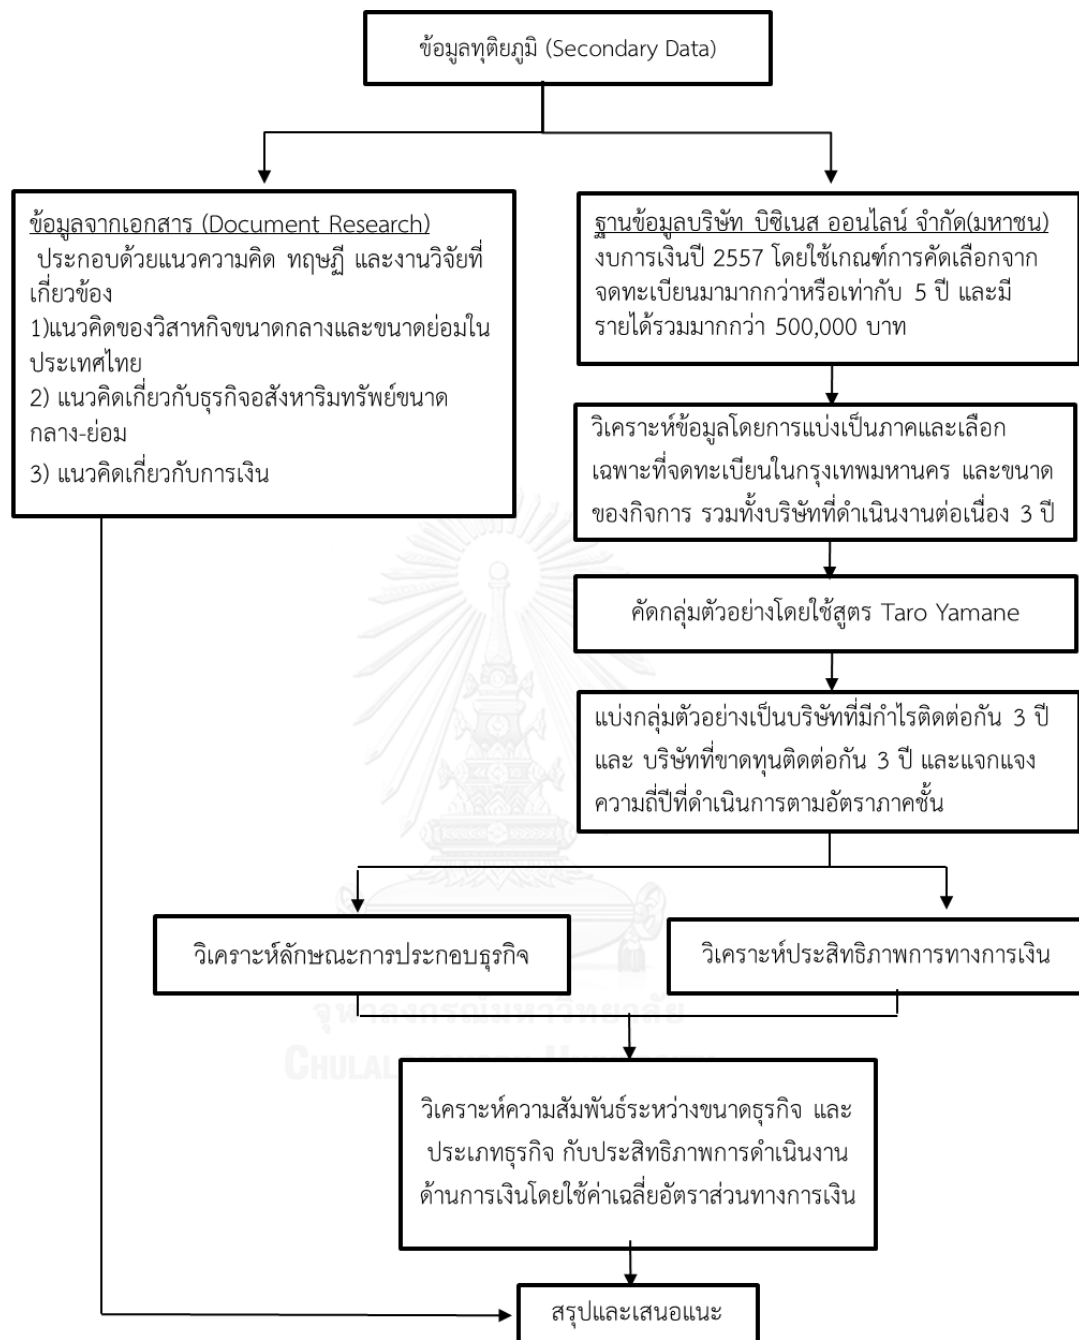 ข้อมูลทุติยภูมิ (Secondary Data)
ข้อมูลจากเอกสาร (Document Research)
ประกอบด้วยแนวความคิด ทฤษฏี และงานวิจัยที่
เกี่ยวข้อง
1)แนวคิดของวิสาหกิจขนาดกลางและขนาดย่อมใน
ประเทศไทย
2) แนวคิดเกี่ยวกับธุรกิจอสังหาริมทรัพย์ขนาด
กลาง-ย่อม
3) แนวคิดเกี่ยวกับการเงิน
ฐานข้อมูลบริษัท บิซิเนส ออนไลน์ จำกัด(มหาชน)
งบการเงินปี 2557 โดยใช้เกณฑ์การคัดเลือกจาก
จดทะเบียนมามากกว่าหรือเท่ากับ 5 ปี และมี
รายได้รวมมากกว่า 500,000 บาท
วิเคราะห์ข้อมูลโดยการแบ่งเป็นภาคและเลือก
เฉพาะที่จดทะเบียนในกรุงเทพมหานคร และขนาด
ของกิจการ รวมทั้งบริษัทที่ดำเนินงานต่อเนื่อง 3 ปี
คัดกลุ่มตัวอย่างโดยใช้สูตร Taro Yamane
แบ่งกลุ่มตัวอย่างเป็นบริษัทที่มีกำไรติดต่อกัน 3 ปี
และ บริษัทที่ขาดทุนติดต่อกัน 3 ปี และแจกแจง
ความถี่ปีที่ดำเนินการตามอัตราภาคชั้น
วิเคราะห์ลักษณะการประกอบธุรกิจ
วิเคราะห์ประสิทธิภาพการทางการเงิน
จุฬาลงกรณ์มหาวิทยาลัย
วิเคราะห์ความสัมพันธ์ระหว่างขนาดธุรกิจ และ
ประเภทธุรกิจ กับประสิทธิภาพการดำเนินงาน
ด้านการเงินโดยใช้ค่าเฉลี่ยอัตราส่วนทางการเงิน
สรุปและเสนอแนะ